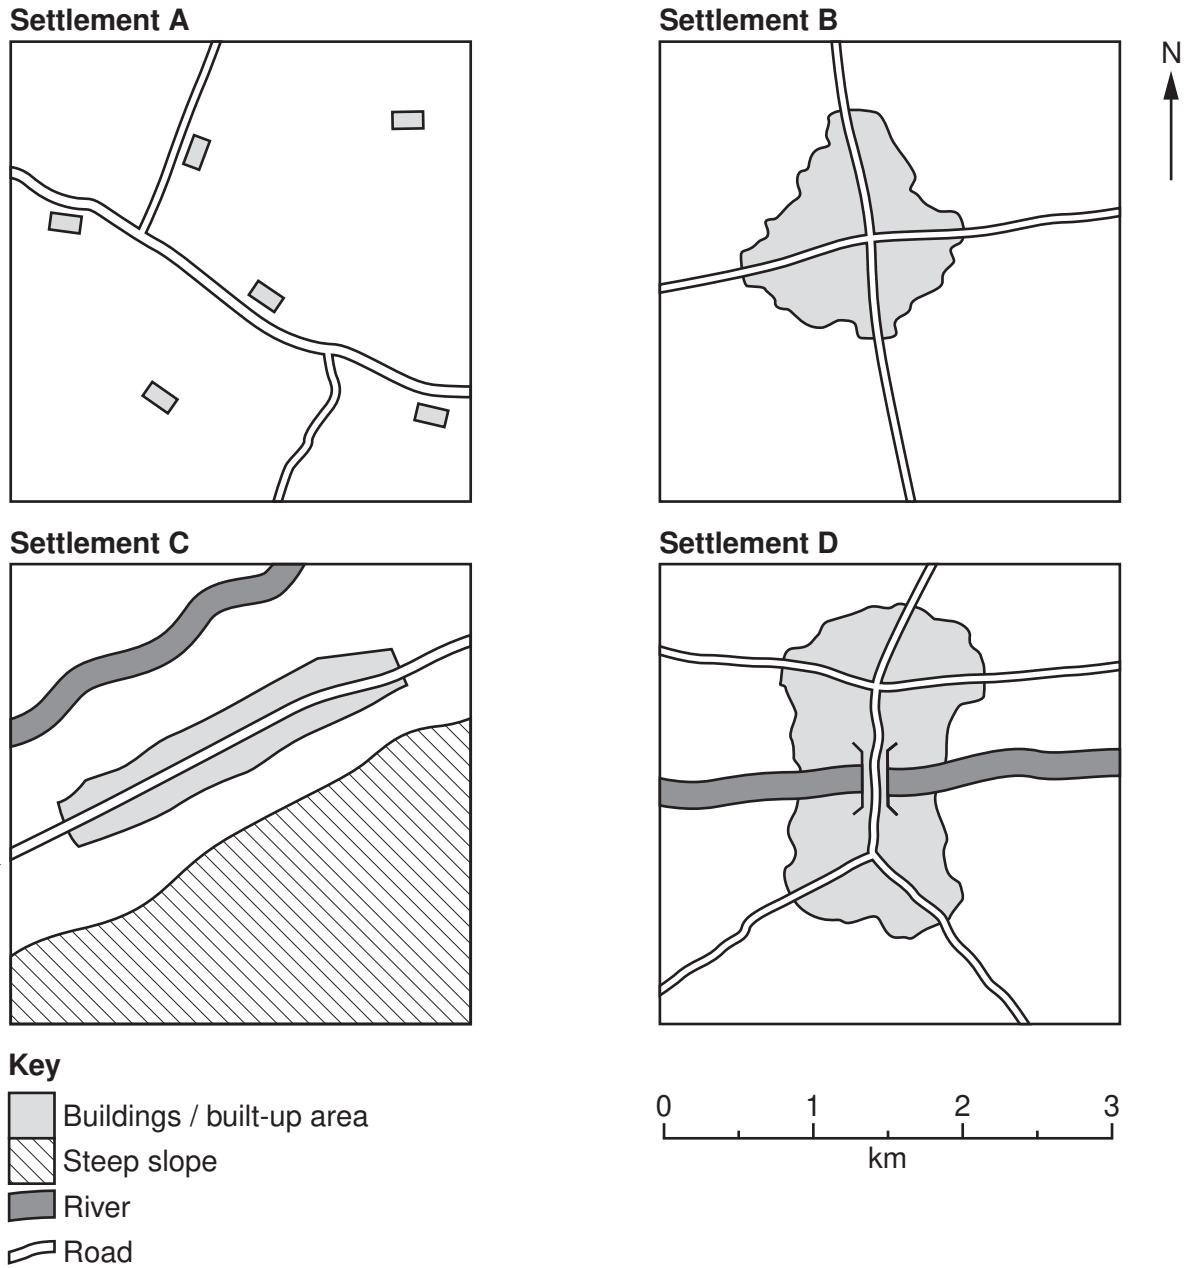 Settlement A
Settlement B
N
Settlement C
Settlement D
Key
Buildings / built-up area
Steep slope
River
Road
0 1 2 3
km